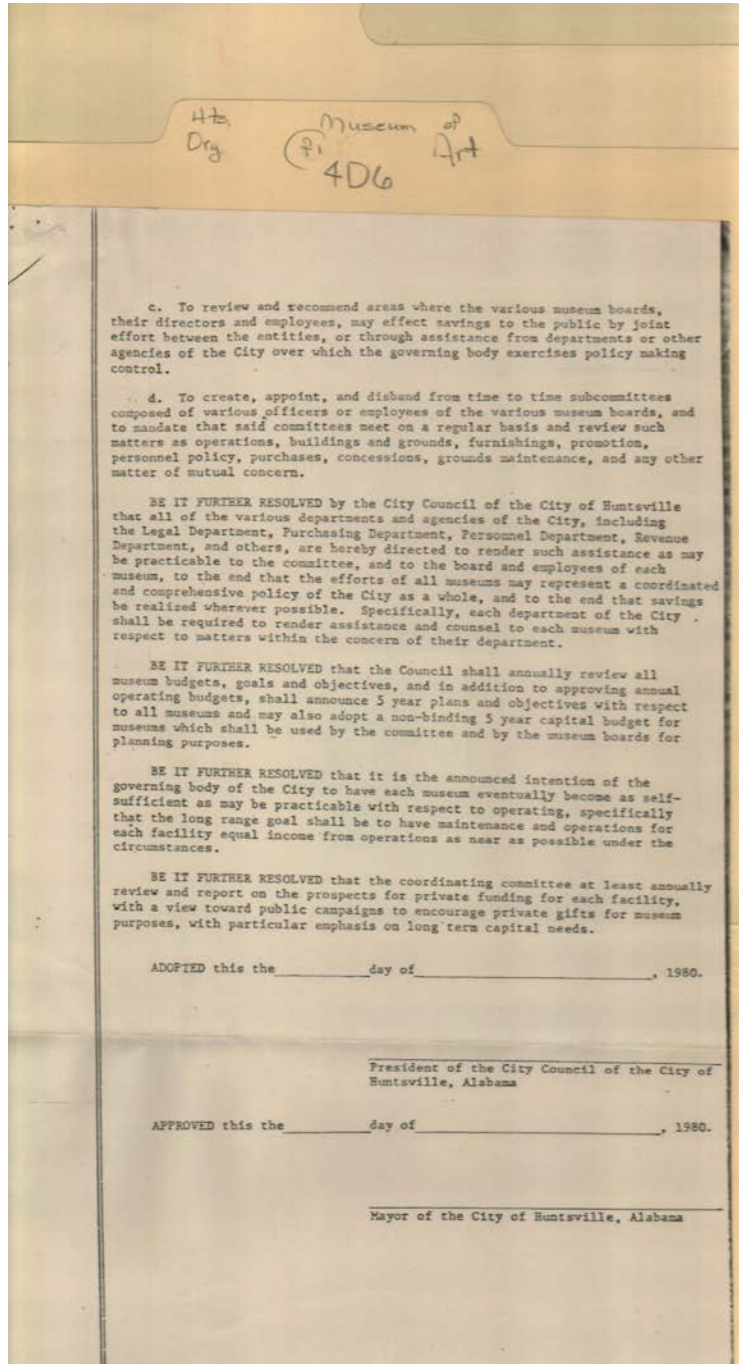 Hts. Museum of
Org Art
4D6
c. To review and recommend areas where the various museum boards,
their directors and employees, may effect savings to the public by joint
effort between the entities, or through assistance from departments or other
agencies of the City over which the governing body exercises policy making
control.
d. To create, appoint, and disband from time to time subcommittees
composed of various officers or employees of the various museum boards, and
to mandate that said committees meet on a regular basis and review such
matters as operations, buildings and grounds, furnishings, promotion,
personnel policy, purchases, concessions, grounds maintenance, and any other
matter of mutual concern.
BE IT FURTHER RESOLVED by the City Council of the City of Huntsville
that all of the various departments and agencies of the City, including
the Legal Department, Purchasing Department, Personnel Department, Revenue
Department, and others, are hereby directed to render such assistance as may
be practicable to the committee, and to the board and employees of each
museum, to the end that the efforts of all museums may represent a coordinated
and comprehensive policy of the City as a whole, and to the end that savings
be realized wherever possible. Specifically, each department of the City
shall be required to render assistance and counsel to each museum with
respect to matters within the concern of their department.
BE IT FURTHER RESOLVED that the Council shall annually review all
museum budgets, goals and objectives, and in addition to approving annual
operating budgets, shall announce 5 year plans and objectives with respect
to all museums and may also adopt a non-binding 5 year capital budget for
museums which shall be used by the committee and by the museum boards for
planning purposes.
BE IT FURTHER RESOLVED that it is the announced intention of the
governing body of the City to have each museum eventually become as self-
sufficient as may be practicable with respect to operating, specifically
that the long range goal shall be to have maintenance and operations for
each facility equal income from operations as near as possible under the
circumstances.
BE IT FURTHER RESOLVED that the coordinating committee at least annually
review and report on the prospects for private funding for each facility,
with a view toward public campaigns to encourage private gifts for museum
purposes, with particular emphasis on long term capital needs.
ADOPTED this the day of , 1980.
President of the City Council of the City of
Huntsville, Alabama
APPROVED this the day of , 1980.
Mayor of the City of Huntsville, Alabama